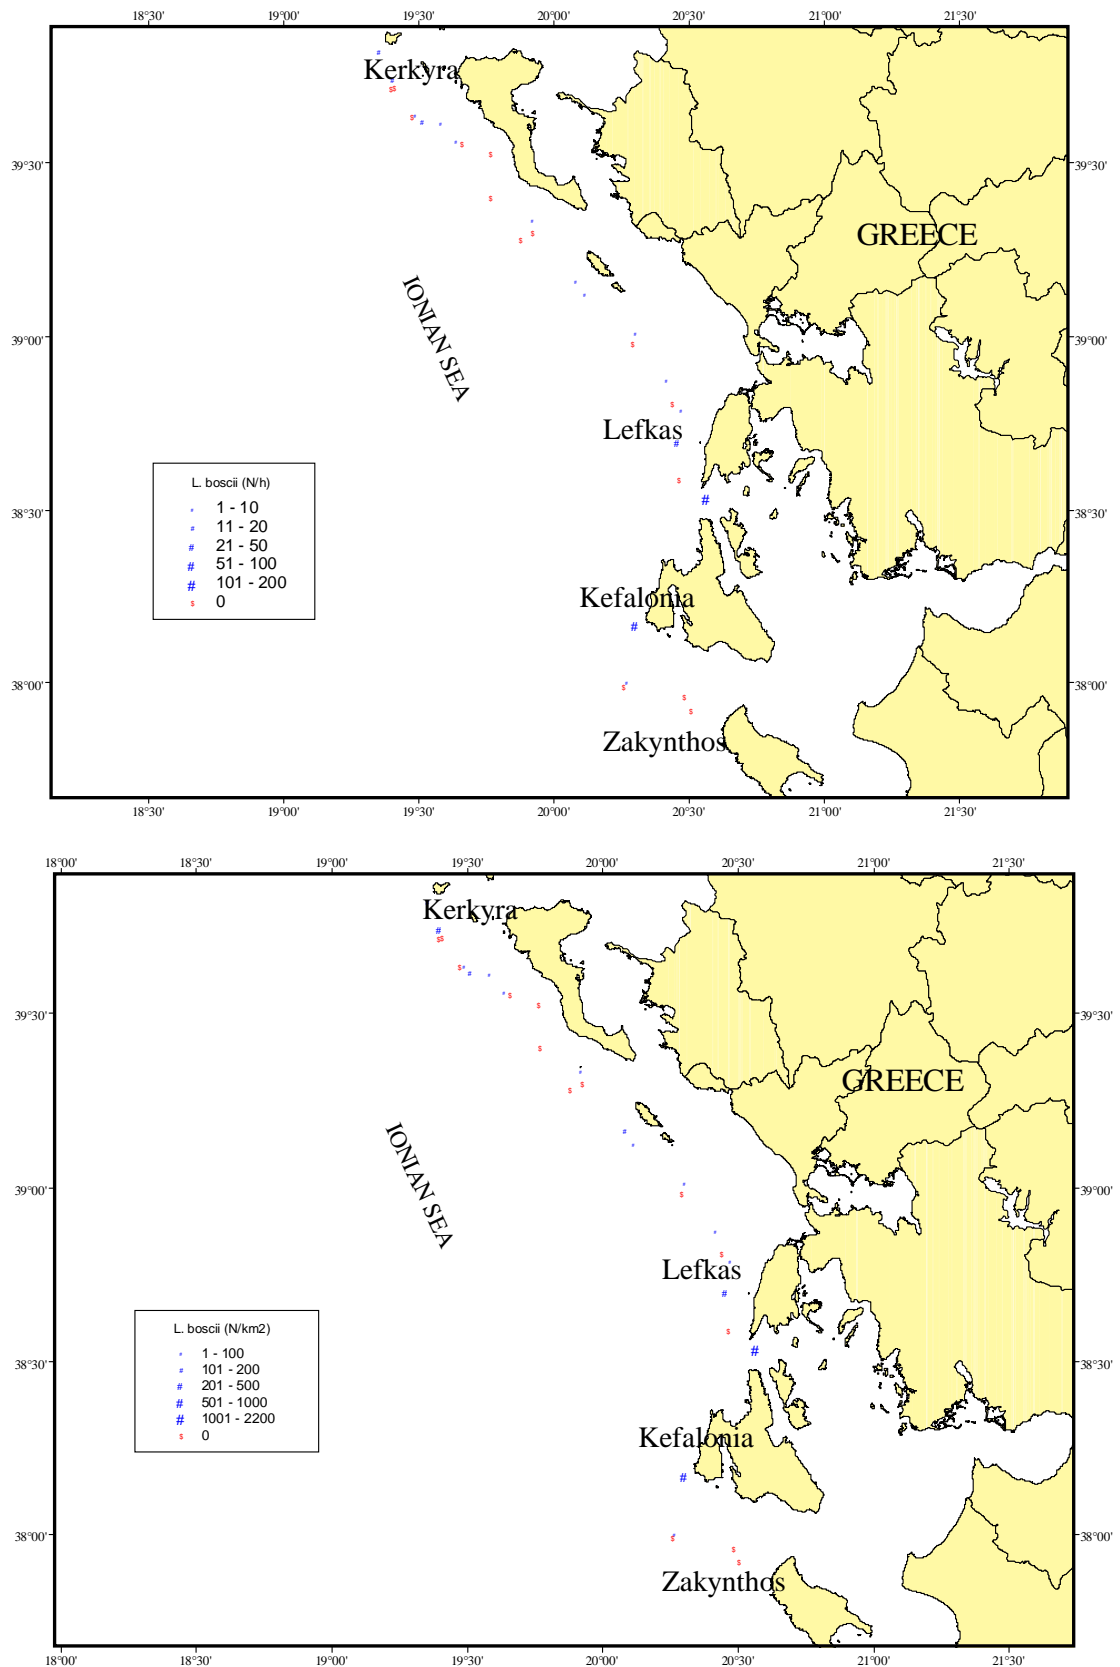 18°30' 19°00' 19°30' 20°00' 20°30' 21°00' 21°30'
Kerkyra
39°30' 39°30'
GREECE
IONIAN SEA
39°00' 39°00'
Lefkas
L. boscii (N/h)
# 1 - 10
# 11 - 20
# 21 - 50
# 51 - 100
# 101 - 200
$ 0
38°30' 38°30'
Kefalonia
38°00' 38°00'
Zakynthos
18°30' 19°00' 19°30' 20°00' 20°30' 21°00' 21°30'
18°00' 18°30' 19°00' 19°30' 20°00' 20°30' 21°00' 21°30'
Kerkyra
39°30' 39°30'
GREECE
IONIAN SEA
39°00' 39°00'
Lefkas
L. boscii (N/km2)
# 1 - 100
# 101 - 200
# 201 - 500
# 501 - 1000
# 1001 - 2200
$ 0
38°30' 38°30'
Kefalonia
38°00' 38°00'
Zakynthos
18°00' 18°30' 19°00' 19°30' 20°00' 20°30' 21°00' 21°30'